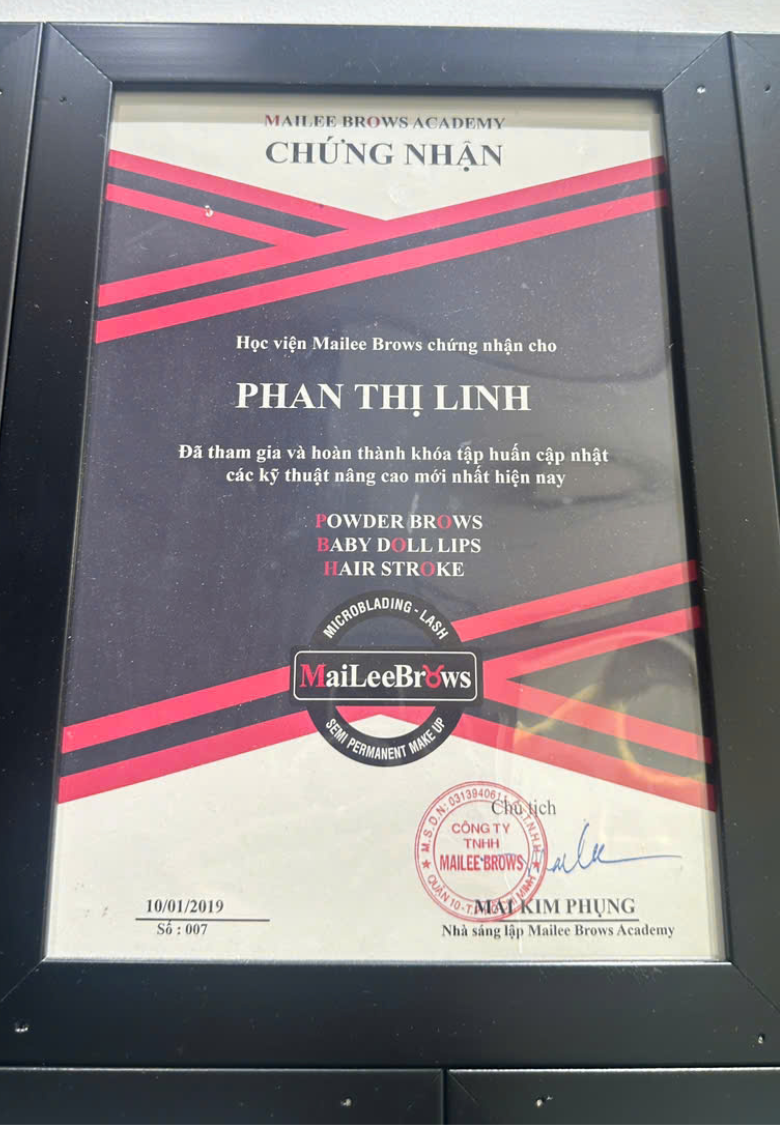 MAILEE BROWS ACADEMY
CHỨNG NHẬN
Học viện Mailee Brows chứng nhận cho
PHAN THỊ LINH
Đã tham gia và hoàn thành khóa tập huấn cập nhật
các kỹ thuật nâng cao mới nhất hiện nay
POWDER BROWS
BABY DOLL LIPS
HAIR STROKE
MICROBLADING - LASH
MaiLeeBrows
SEMI PERMANENT MAKE UP
Chủ tịch
M.S.D.N: 031394061
CÔNG TY
TNHH
MAILEE BROWS
QUẬN 10
10/01/2019
Số : 007
MAI KIM PHỤNG
Nhà sáng lập Mailee Brows Academy